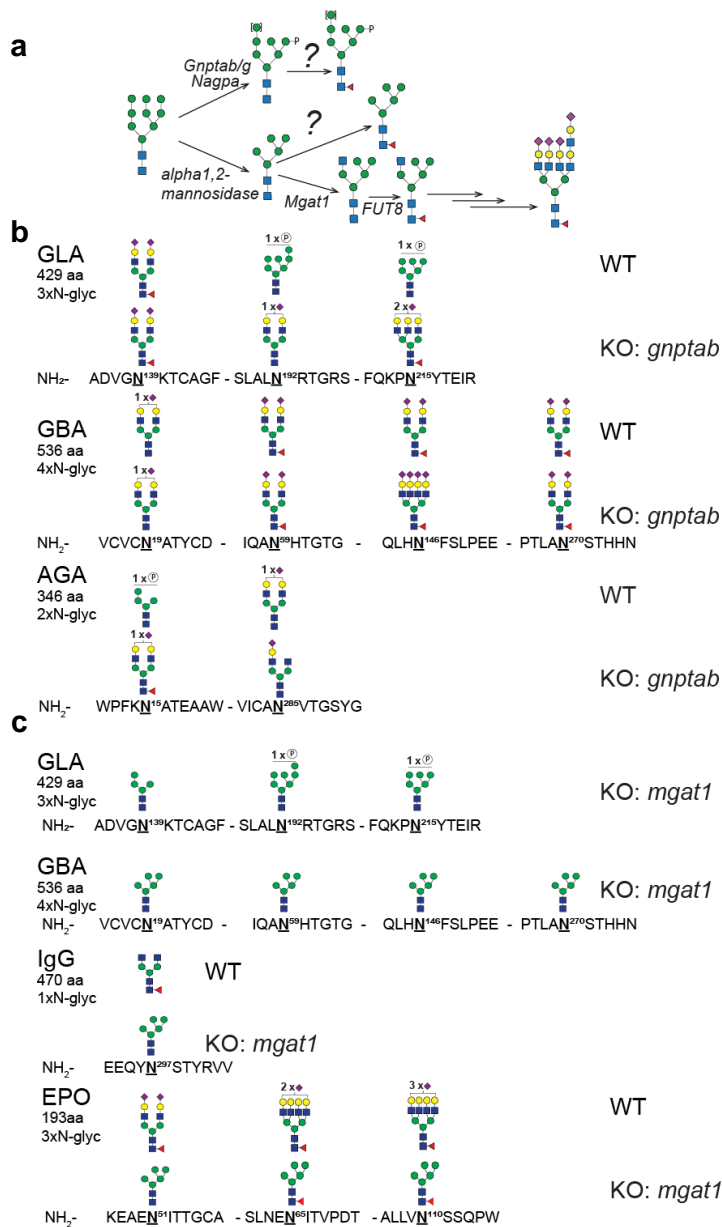 a
Gnptab/g
Nagpa
?
P
P
?
alpha1,2-
mannosidase
Mgat1
FUT8
b
GLA
429 aa
3xN-glyc
1 x Ⓟ
1 x Ⓟ
WT
1 x
2 x
KO: gnptab
NH₂- ADVGN¹³⁹KTCAGF - SLALN¹⁹²RTGRS - FQKPN²¹⁵YTEIR
GBA
536 aa
4xN-glyc
1 x
WT
1 x
KO: gnptab
NH₂- VCVCN¹⁹ATYCD - IQAN⁵⁹HTGTG - QLHN¹⁴⁶FSLPEE - PTLAN²⁷⁰STHHN
AGA
346 aa
2xN-glyc
1 x Ⓟ
1 x
WT
1 x
KO: gnptab
NH₂- WPFKN¹⁵ATEAAW - VICAN²⁸⁵VTGSYG
c
GLA
429 aa
3xN-glyc
1 x Ⓟ
1 x Ⓟ
KO: mgat1
NH₂- ADVGN¹³⁹KTCAGF - SLALN¹⁹²RTGRS - FQKPN²¹⁵YTEIR
GBA
536 aa
4xN-glyc
KO: mgat1
NH₂- VCVCN¹⁹ATYCD - IQAN⁵⁹HTGTG - QLHN¹⁴⁶FSLPEE - PTLAN²⁷⁰STHHN
IgG
470 aa
1xN-glyc
WT
KO: mgat1
NH₂- EEQYN²⁹⁷STYRVV
EPO
193aa
3xN-glyc
2 x
3 x
WT
KO: mgat1
NH₂- KEAEN⁵¹ITTGCA - SLNEN⁶⁵ITVPDT - ALLVN¹¹⁰SSQPW